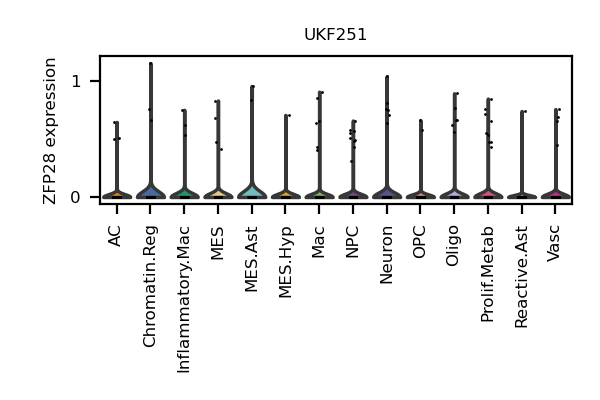 UKF251
ZFP28 expression
1
0
AC
Chromatin.Reg
Inflammatory.Mac
MES
MES.Ast
MES.Hyp
Mac
NPC
Neuron
OPC
Oligo
Prolif.Metab
Reactive.Ast
Vasc